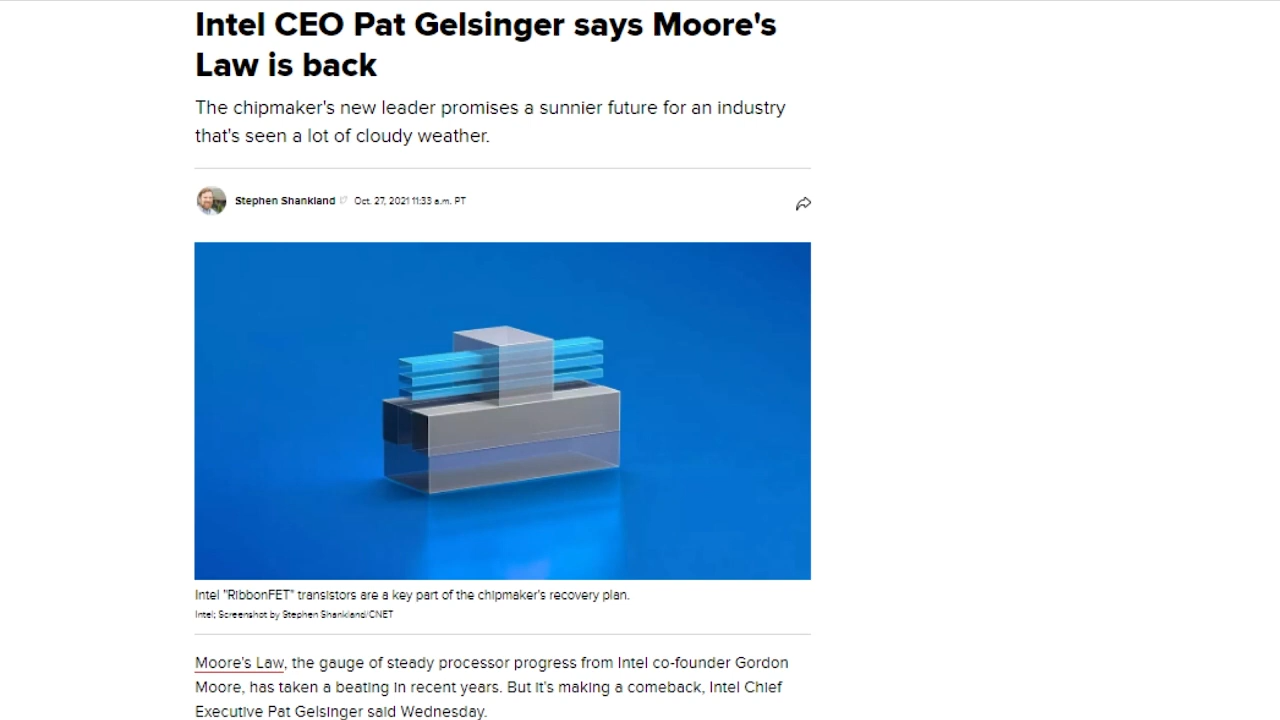 Intel CEO Pat Gelsinger says Moore's
Law is back
The chipmaker's new leader promises a sunnier future for an industry
that's seen a lot of cloudy weather.
Stephen Shankland Oct. 27, 2021 11:33 a.m. PT
Intel "RibbonFET" transistors are a key part of the chipmaker's recovery plan.
Intel; Screenshot by Stephen Shankland/CNET
Moore's Law, the gauge of steady processor progress from Intel co-founder Gordon
Moore, has taken a beating in recent years. But it's making a comeback, Intel Chief
Executive Pat Gelsinger said Wednesday.